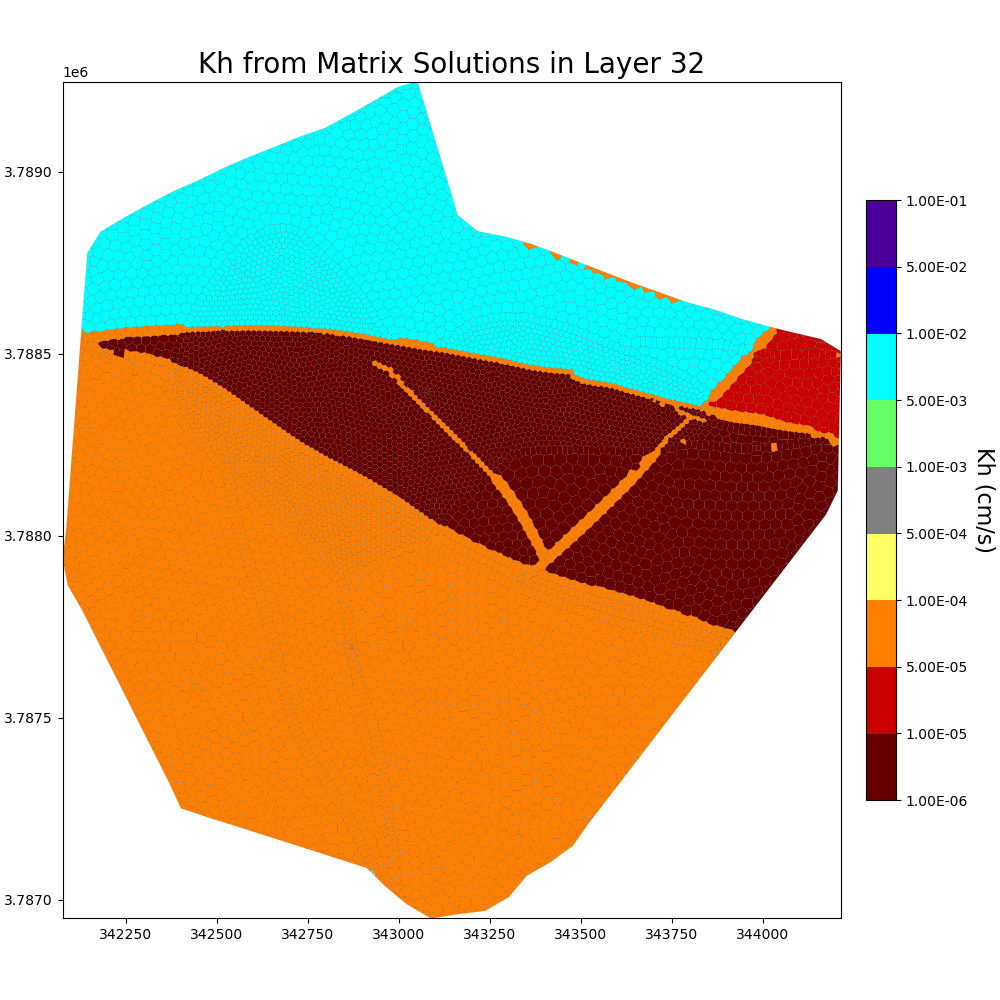 Kh from Matrix Solutions in Layer 32
1e6
3.7890
3.7885
3.7880
3.7875
3.7870
342250 342500 342750 343000 343250 343500 343750 344000
1.00E-01
5.00E-02
1.00E-02
5.00E-03
1.00E-03
5.00E-04
1.00E-04
5.00E-05
1.00E-05
1.00E-06
Kh (cm/s)